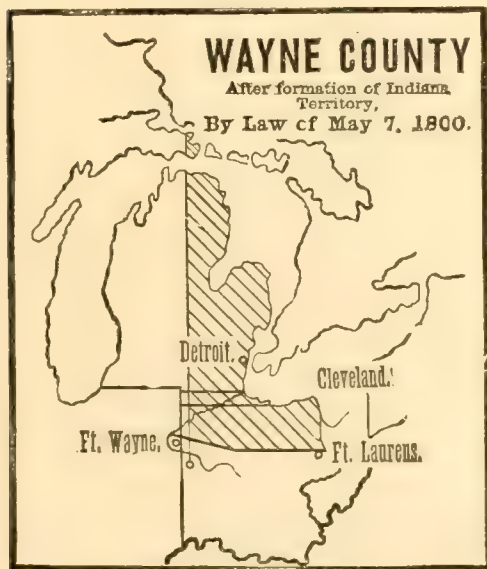 WAYNE COUNTY
After formation of Indiana
Territory,
By Law of May 7, 1800.
Detroit.
Cleveland.
Ft. Wayne.
Ft. Laurens.